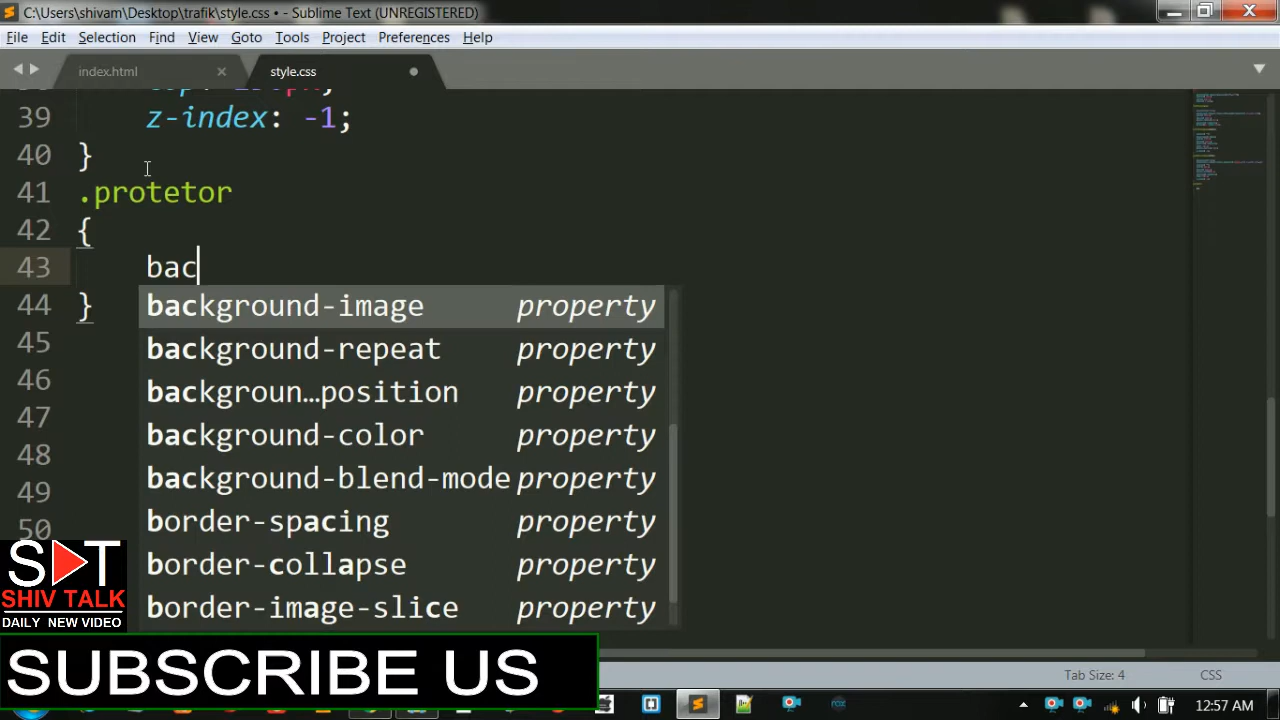 C:\Users\shivam\Desktop\trafik\style.css • - Sublime Text (UNREGISTERED)
File Edit Selection Find View Goto Tools Project Preferences Help
index.html style.css
39 z-index: -1;
40 }
41 .protetor
42 {
43 bac
44 }
45
46
47
48
49
50
background-image property
background-repeat property
backgroun…position property
background-color property
background-blend-mode property
border-spacing property
border-collapse property
border-image-slice property
S T
SHIV TALK
DAILY NEW VIDEO
SUBSCRIBE US
Tab Size: 4 CSS
12:57 AM